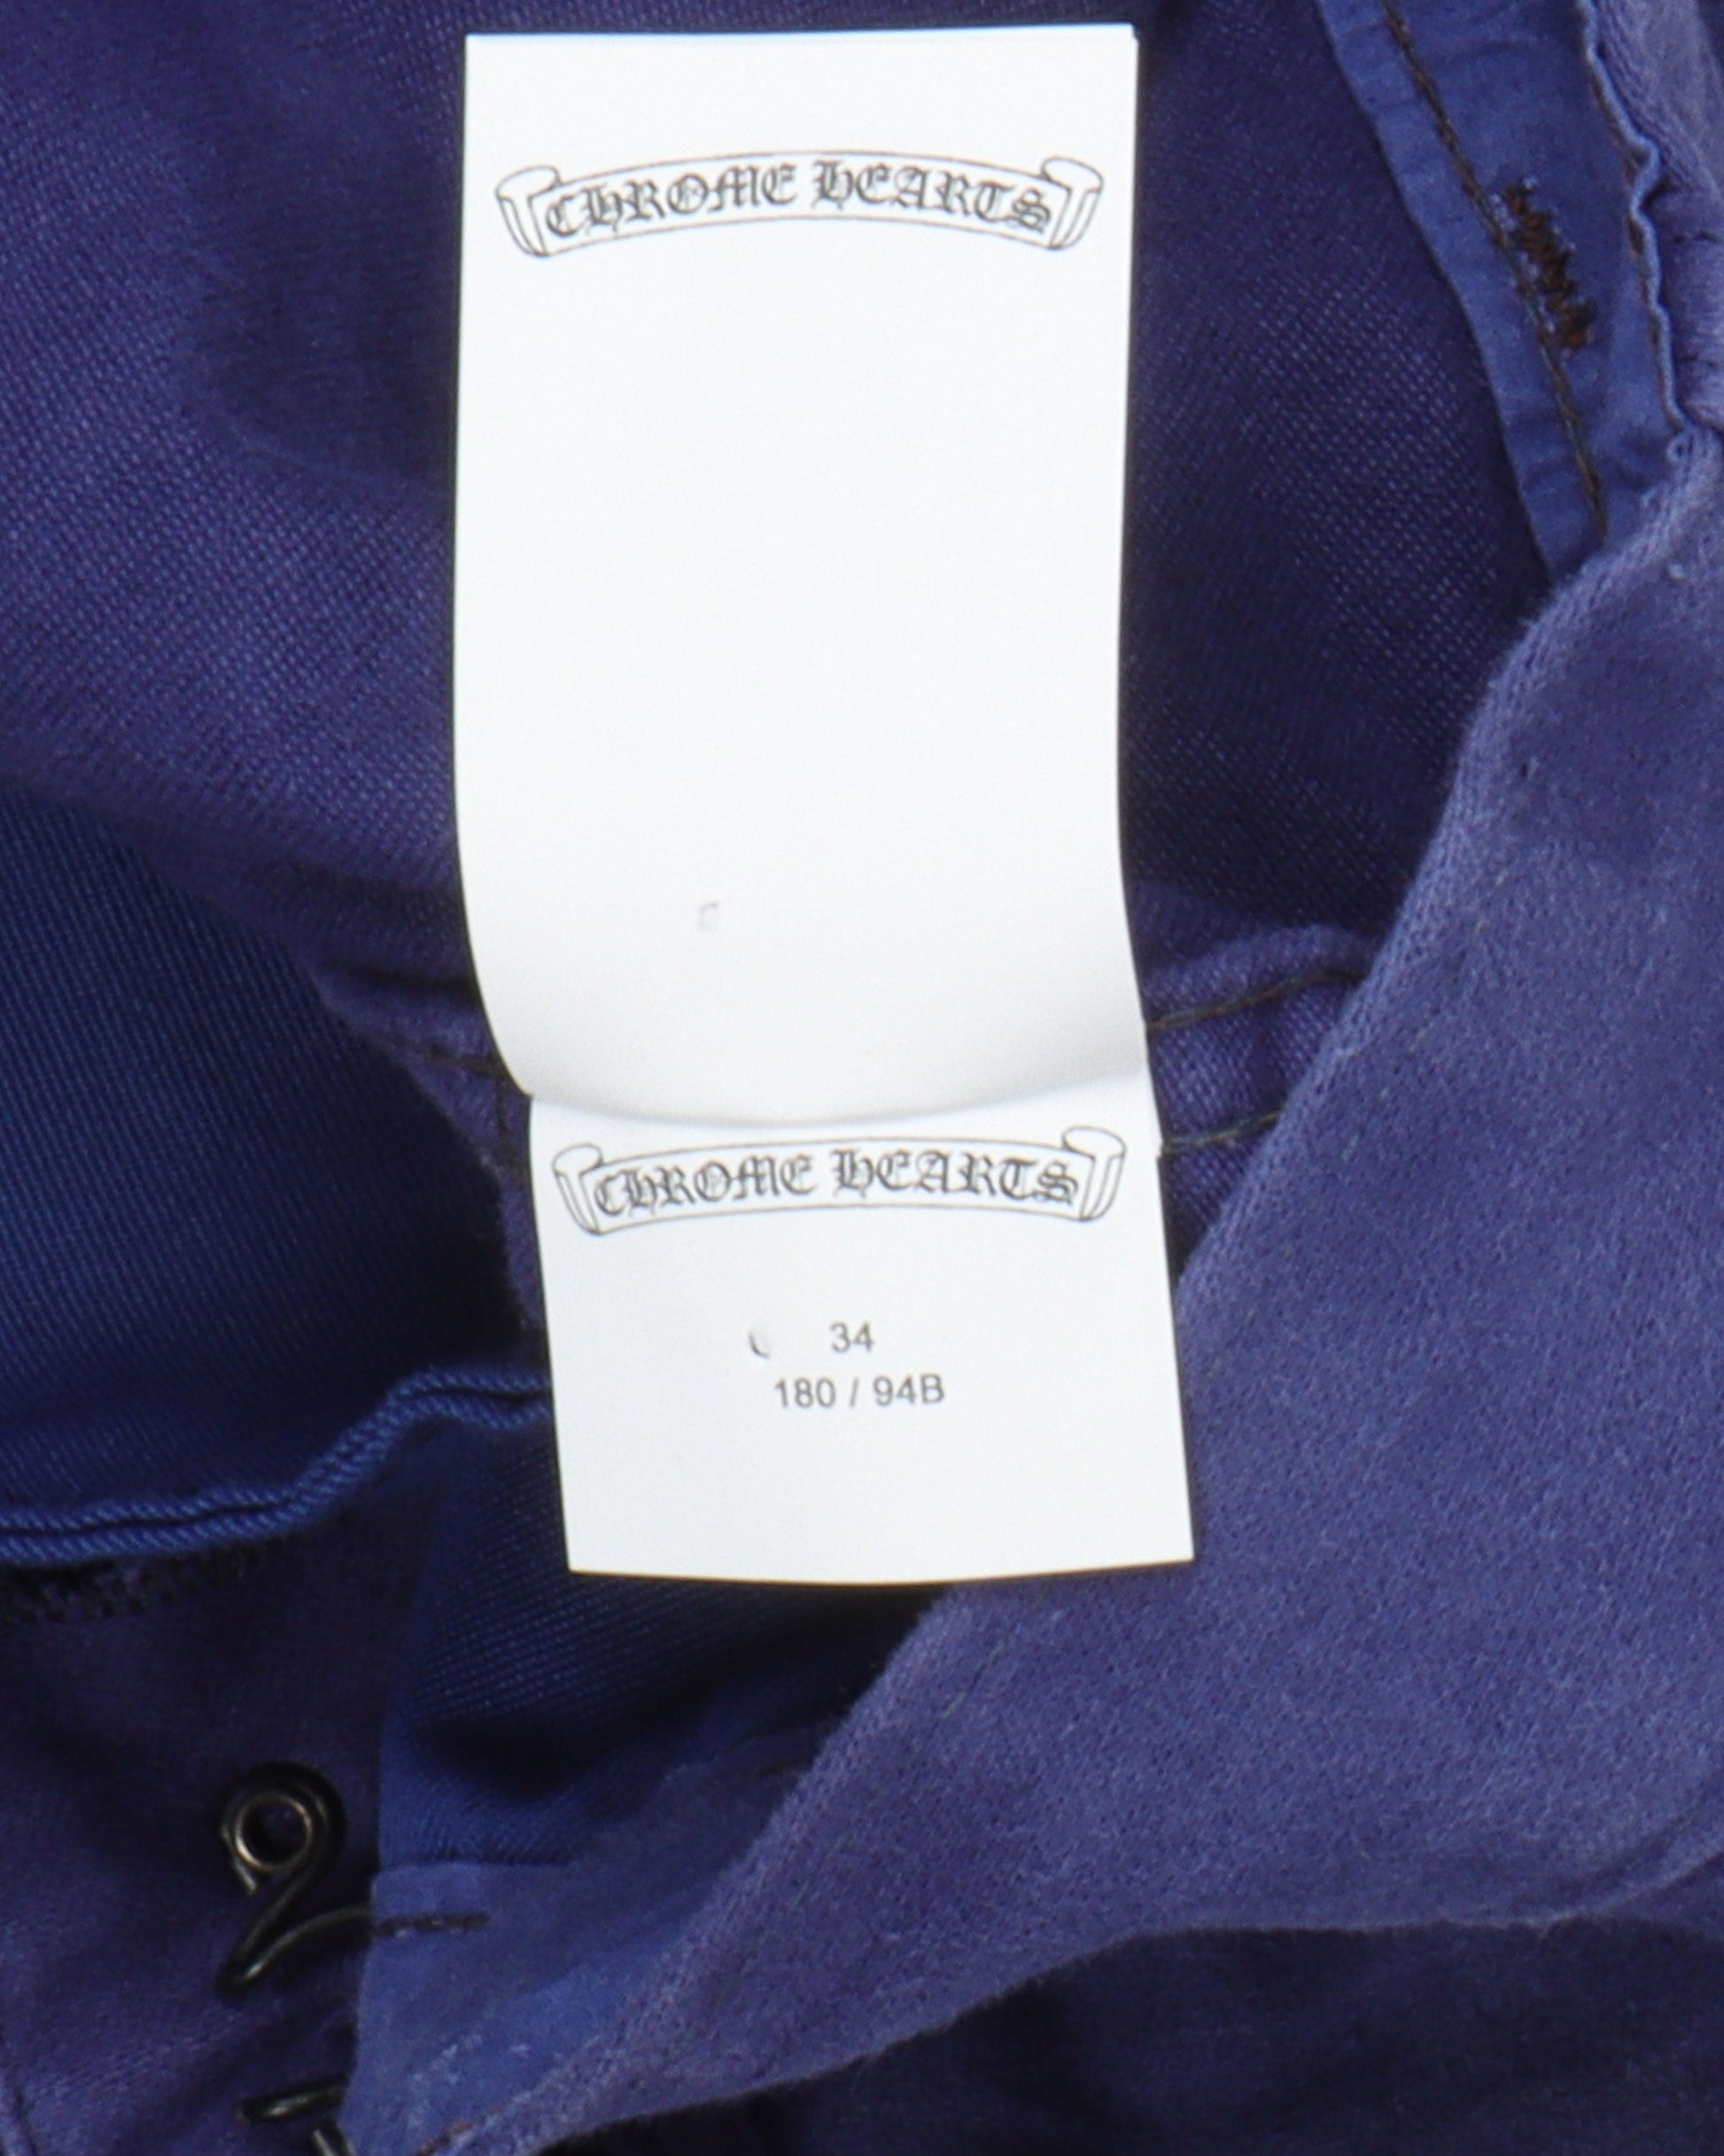 CHROME HEARTS
CHROME HEARTS
34
180 / 94B